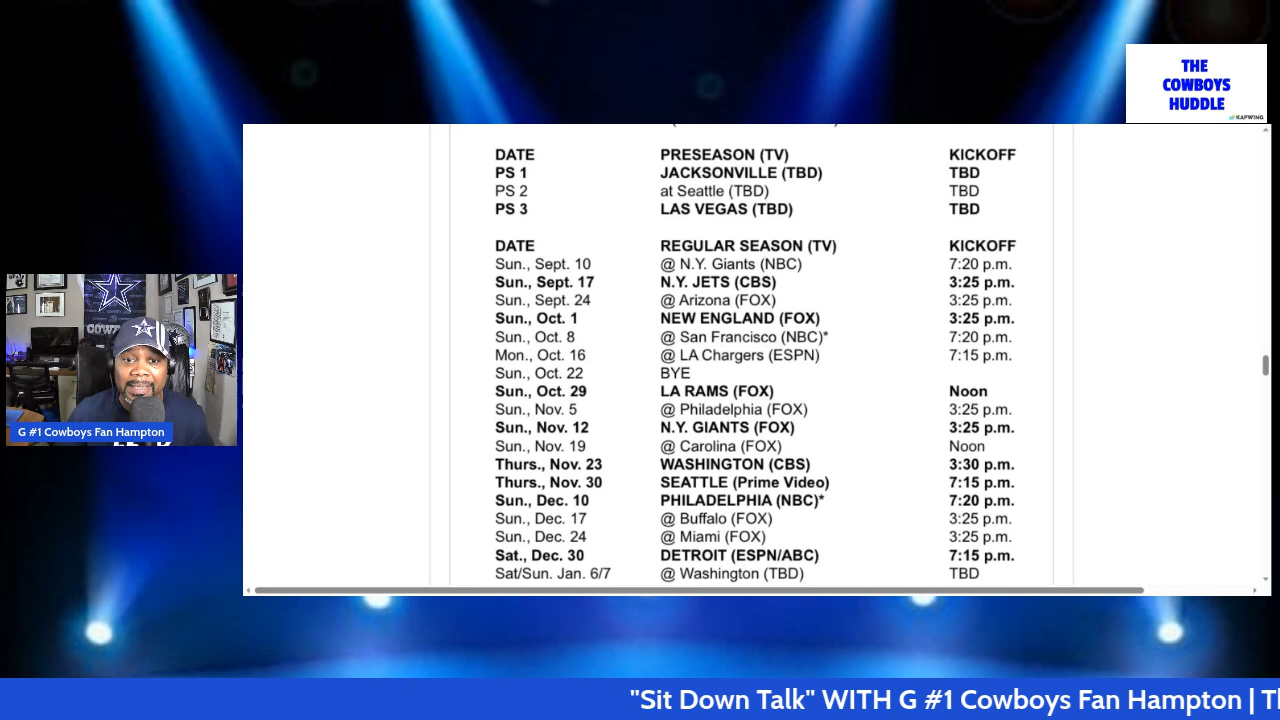 THE
COWBOYS
HUDDLE
KAPWING
DATE PRESEASON (TV) KICKOFF
PS 1 JACKSONVILLE (TBD) TBD
PS 2 at Seattle (TBD) TBD
PS 3 LAS VEGAS (TBD) TBD
DATE REGULAR SEASON (TV) KICKOFF
Sun., Sept. 10 @ N.Y. Giants (NBC) 7:20 p.m.
Sun., Sept. 17 N.Y. JETS (CBS) 3:25 p.m.
Sun., Sept. 24 @ Arizona (FOX) 3:25 p.m.
Sun., Oct. 1 NEW ENGLAND (FOX) 3:25 p.m.
Sun., Oct. 8 @ San Francisco (NBC)* 7:20 p.m.
Mon., Oct. 16 @ LA Chargers (ESPN) 7:15 p.m.
Sun., Oct. 22 BYE
Sun., Oct. 29 LA RAMS (FOX) Noon
Sun., Nov. 5 @ Philadelphia (FOX) 3:25 p.m.
Sun., Nov. 12 N.Y. GIANTS (FOX) 3:25 p.m.
Sun., Nov. 19 @ Carolina (FOX) Noon
Thurs., Nov. 23 WASHINGTON (CBS) 3:30 p.m.
Thurs., Nov. 30 SEATTLE (Prime Video) 7:15 p.m.
Sun., Dec. 10 PHILADELPHIA (NBC)* 7:20 p.m.
Sun., Dec. 17 @ Buffalo (FOX) 3:25 p.m.
Sun., Dec. 24 @ Miami (FOX) 3:25 p.m.
Sat., Dec. 30 DETROIT (ESPN/ABC) 7:15 p.m.
Sat/Sun. Jan. 6/7 @ Washington (TBD) TBD
G #1 Cowboys Fan Hampton
"Sit Down Talk" WITH G #1 Cowboys Fan Hampton |